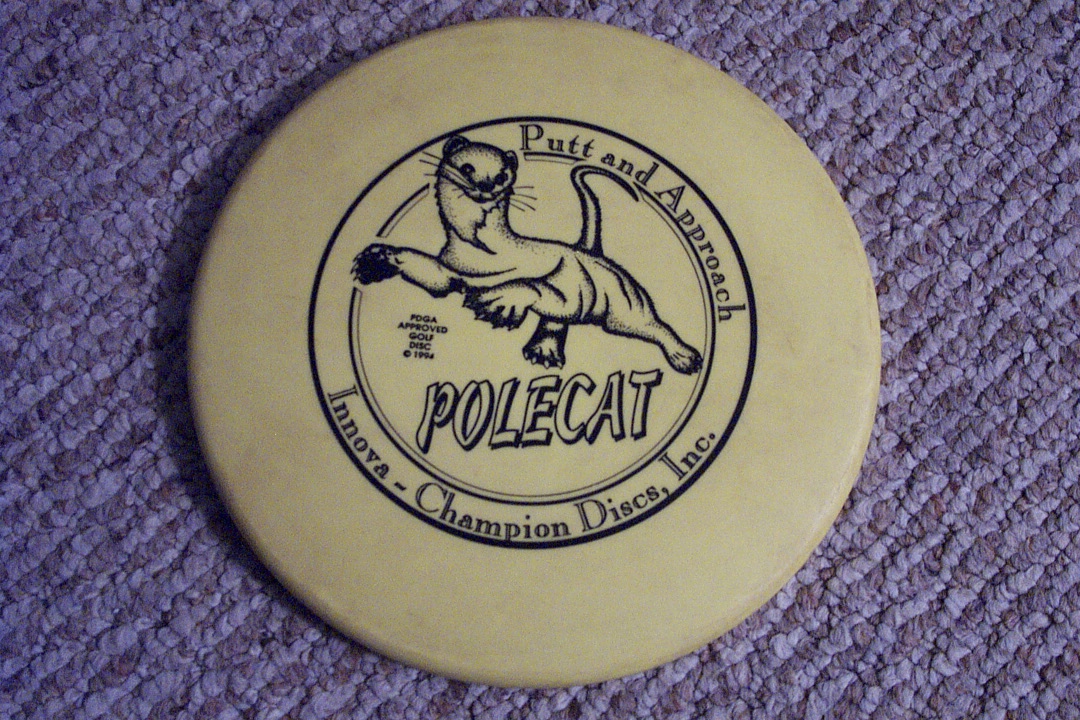 Putt and Approach
PDGA
APPROVED
GOLF
DISC
© 1994
POLECAT
Innova - Champion Discs, Inc.